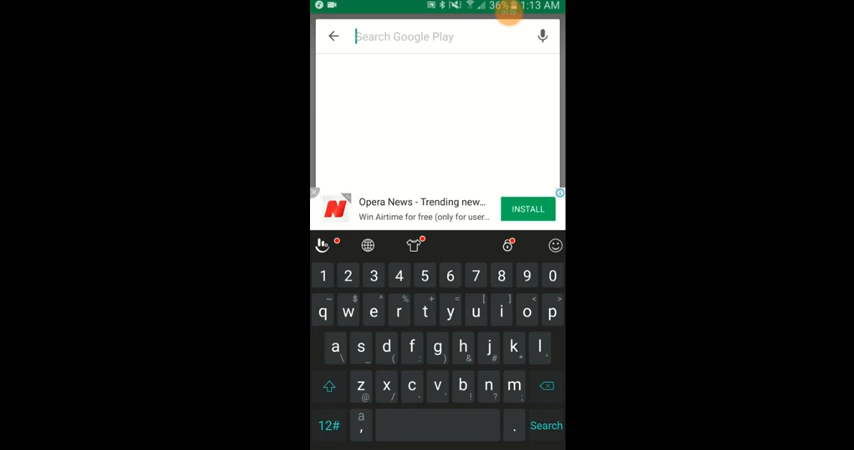 36% 1:13 AM
Search Google Play
Opera News - Trending new...
INSTALL
Win Airtime for free (only for user...
1 2 3 4 5 6 7 8 9 0
~ $ ^ % + = [ ] < >
q w e r t y u i o p
a s d f g h j k l
\ _ ( : ) & # * "
z x c v b n m
@ / - ' ! ? ;
a
12# , . Search